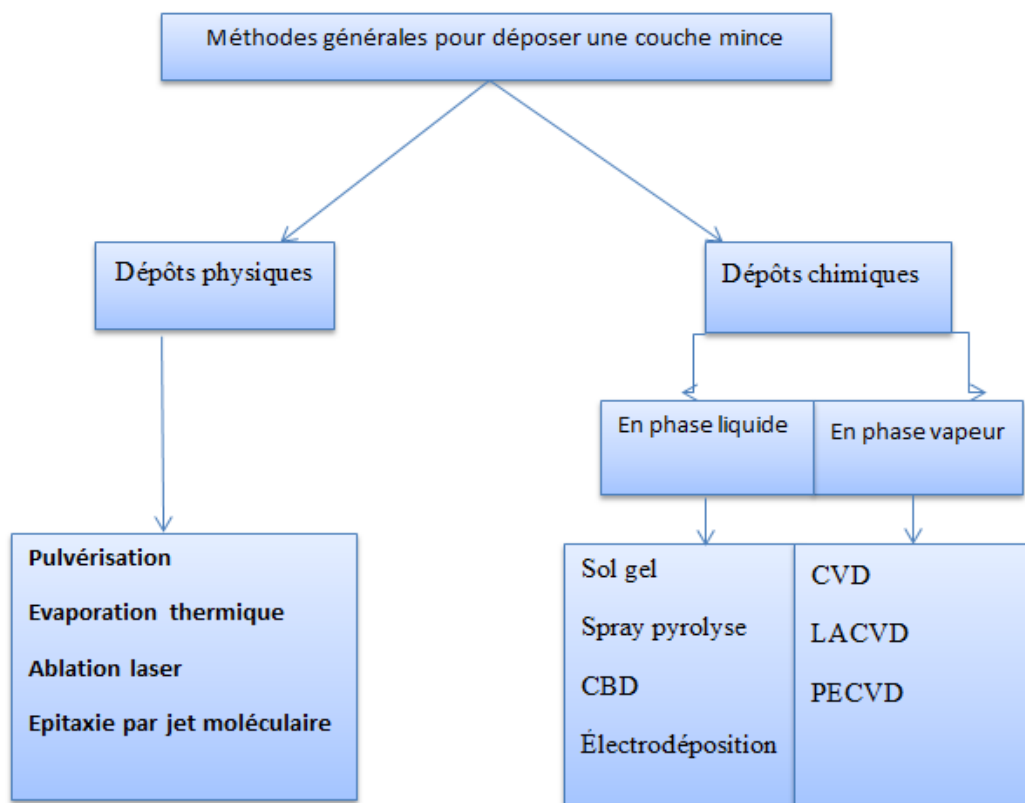 Méthodes générales pour déposer une couche mince
Dépôts physiques
Dépôts chimiques
En phase liquide
En phase vapeur
Pulvérisation
Evaporation thermique
Ablation laser
Epitaxie par jet moléculaire
Sol gel
Spray pyrolyse
CBD
Électrodéposition
CVD
LACVD
PECVD